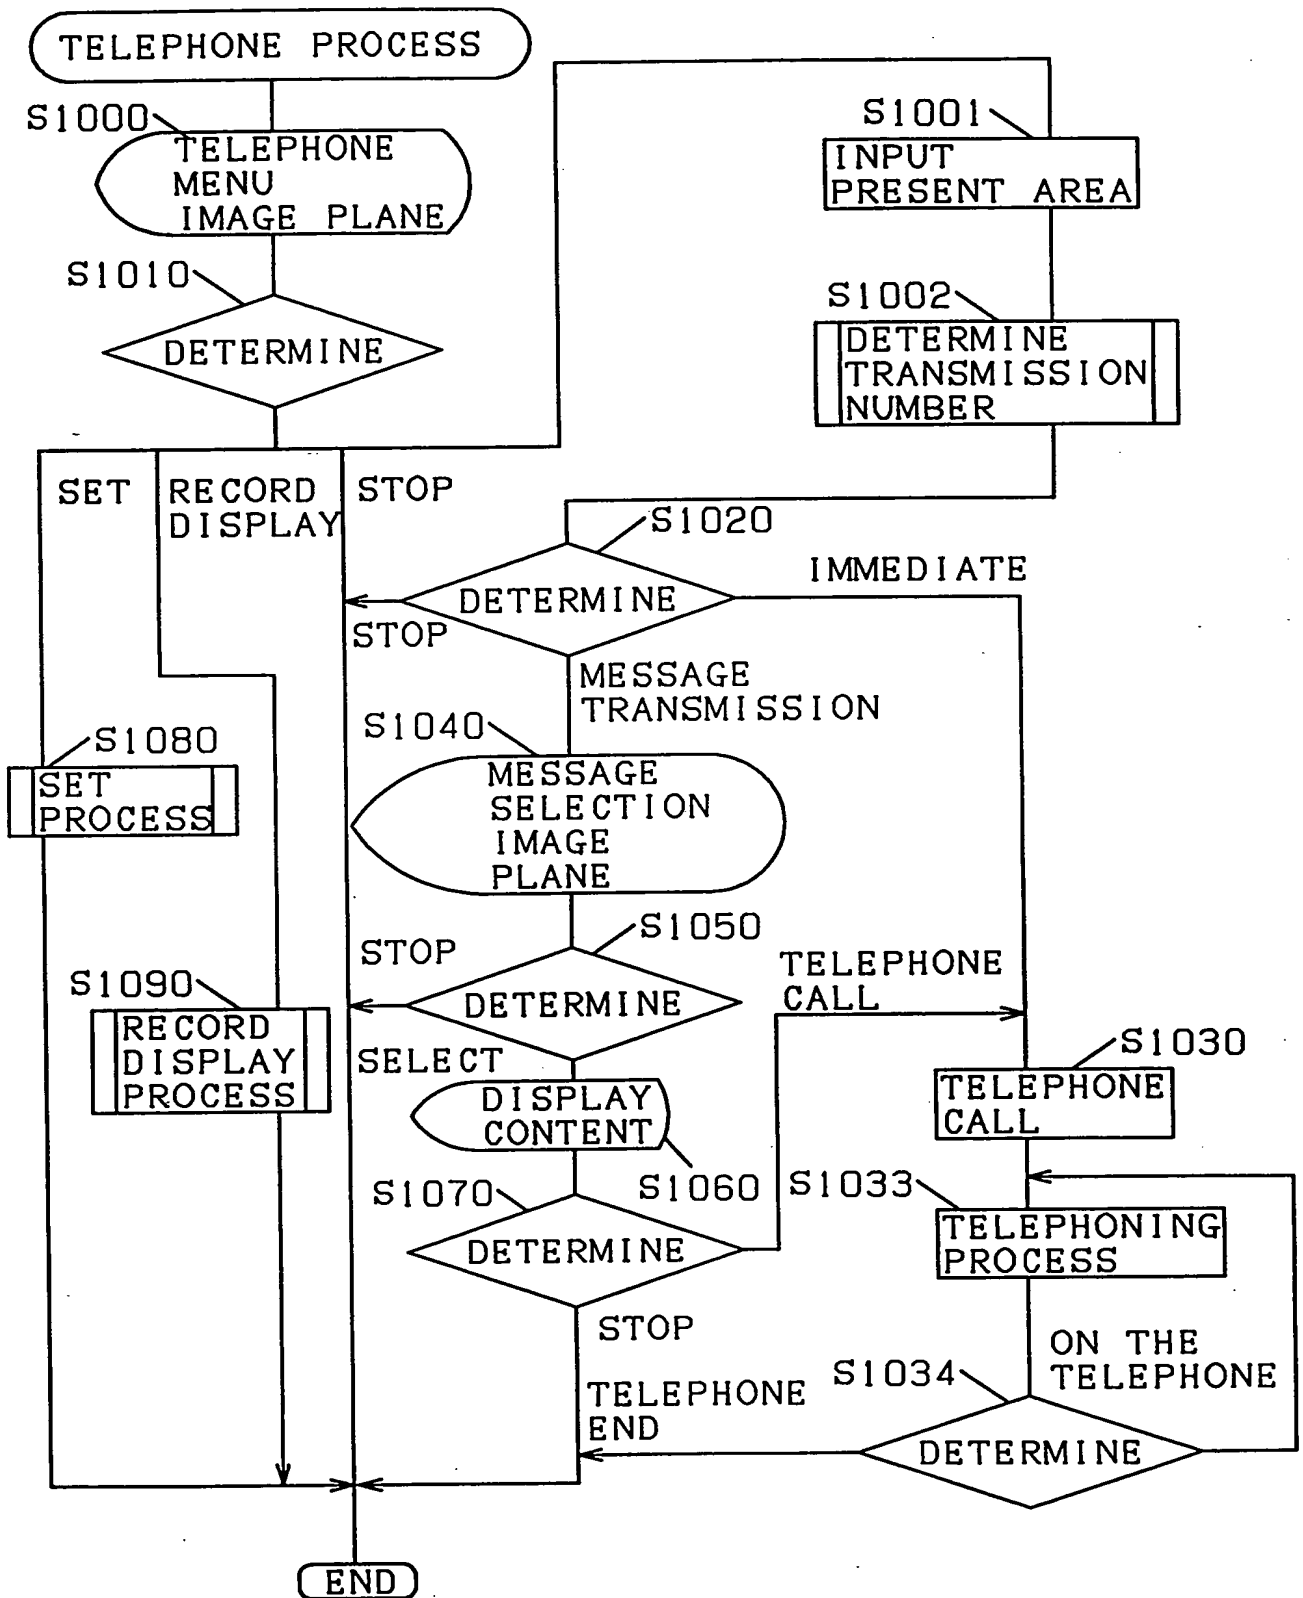 TELEPHONE PROCESS
S1000
TELEPHONE
MENU
IMAGE PLANE
S1010
DETERMINE
S1001
INPUT
PRESENT AREA
S1002
DETERMINE
TRANSMISSION
NUMBER
SET
RECORD
DISPLAY
STOP
S1020
DETERMINE
IMMEDIATE
STOP
MESSAGE
TRANSMISSION
S1040
MESSAGE
SELECTION
IMAGE
PLANE
S1080
SET
PROCESS
S1050
STOP
DETERMINE
TELEPHONE
CALL
S1090
RECORD
DISPLAY
PROCESS
SELECT
DISPLAY
CONTENT
S1060
S1030
TELEPHONE
CALL
S1070
DETERMINE
S1033
TELEPHONING
PROCESS
STOP
ON THE
TELEPHONE
S1034
DETERMINE
TELEPHONE
END
END